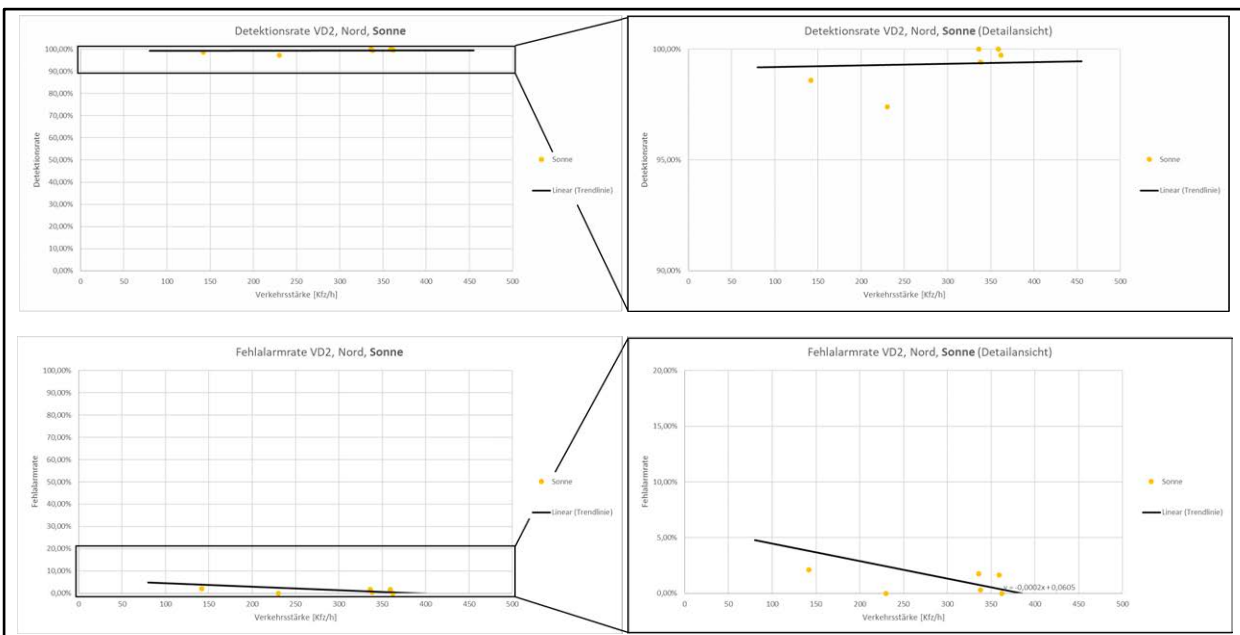 Detektionsrate VD2, Nord, Sonne
100,00%
90,00%
80,00%
70,00%
60,00%
50,00%
40,00%
30,00%
20,00%
10,00%
0,00%
Detektionsrate
0 50 100 150 200 250 300 350 400 450 500
Verkehrsstärke [Kfz/h]
Sonne
Linear (Trendlinie)
Detektionsrate VD2, Nord, Sonne (Detailansicht)
100,00%
95,00%
90,00%
Detektionsrate
0 50 100 150 200 250 300 350 400 450 500
Verkehrsstärke [Kfz/h]
Sonne
Linear (Trendlinie)
Fehlalarmrate VD2, Nord, Sonne
100,00%
90,00%
80,00%
70,00%
60,00%
50,00%
40,00%
30,00%
20,00%
10,00%
0,00%
Fehlalarmrate
0 50 100 150 200 250 300 350 400 450 500
Verkehrsstärke [Kfz/h]
Sonne
Linear (Trendlinie)
Fehlalarmrate VD2, Nord, Sonne (Detailansicht)
20,00%
15,00%
10,00%
5,00%
0,00%
Fehlalarmrate
= -0,0002x + 0,0605
0 50 100 150 200 250 300 350 400 450 500
Verkehrsstärke [Kfz/h]
Sonne
Linear (Trendlinie)